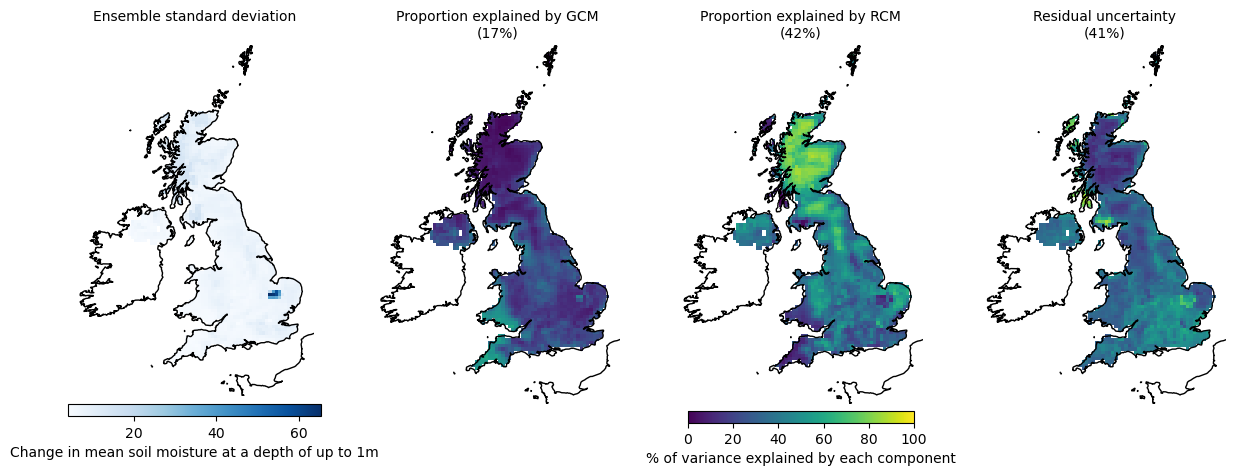 Ensemble standard deviation
Proportion explained by GCM
(17%)
Proportion explained by RCM
(42%)
Residual uncertainty
(41%)
20 40 60
Change in mean soil moisture at a depth of up to 1m
0 20 40 60 80 100
% of variance explained by each component